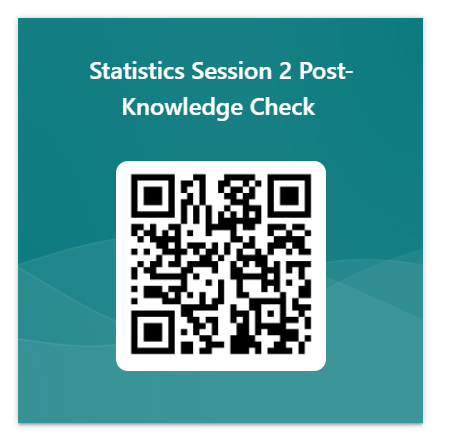 Statistics Session 2 Post-
Knowledge Check